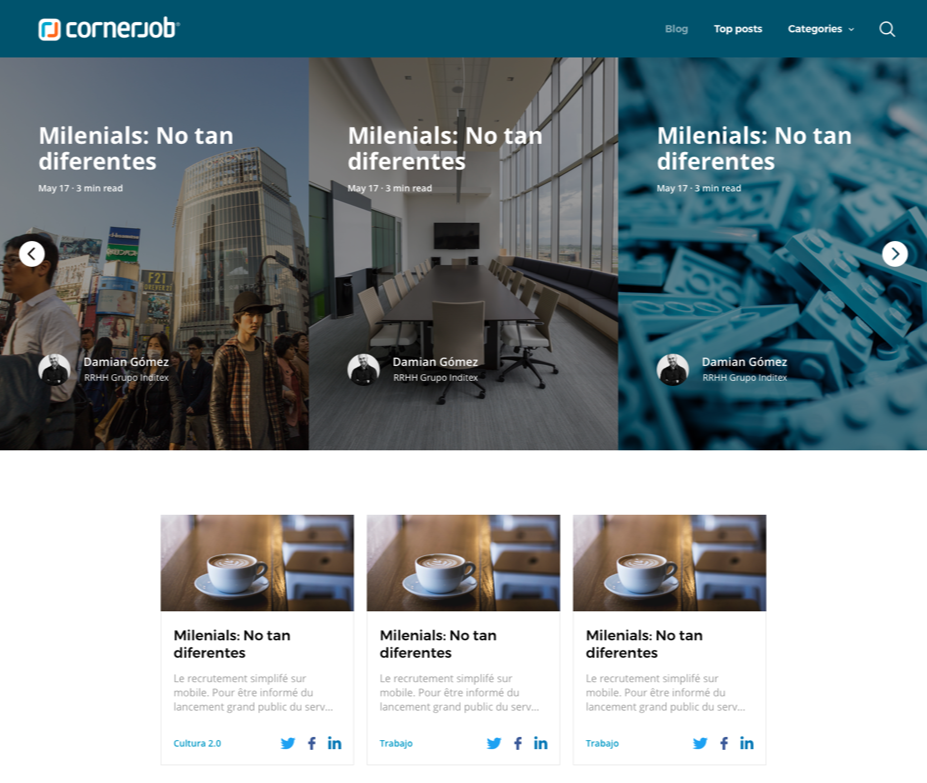 cornerjob
Blog
Top posts
Categories
Milenials: No tan
diferentes
May 17 · 3 min read
Damian Gómez
RRHH Grupo Inditex
Milenials: No tan
diferentes
May 17 · 3 min read
Damian Gómez
RRHH Grupo Inditex
Milenials: No tan
diferentes
May 17 · 3 min read
Damian Gómez
RRHH Grupo Inditex
F21
FOREVER21
Milenials: No tan
diferentes
Le recrutement simplifé sur
mobile. Pour être informé du
lancement grand public du serv...
Cultura 2.0
Milenials: No tan
diferentes
Le recrutement simplifé sur
mobile. Pour être informé du
lancement grand public du serv...
Trabajo
Milenials: No tan
diferentes
Le recrutement simplifé sur
mobile. Pour être informé du
lancement grand public du serv...
Trabajo